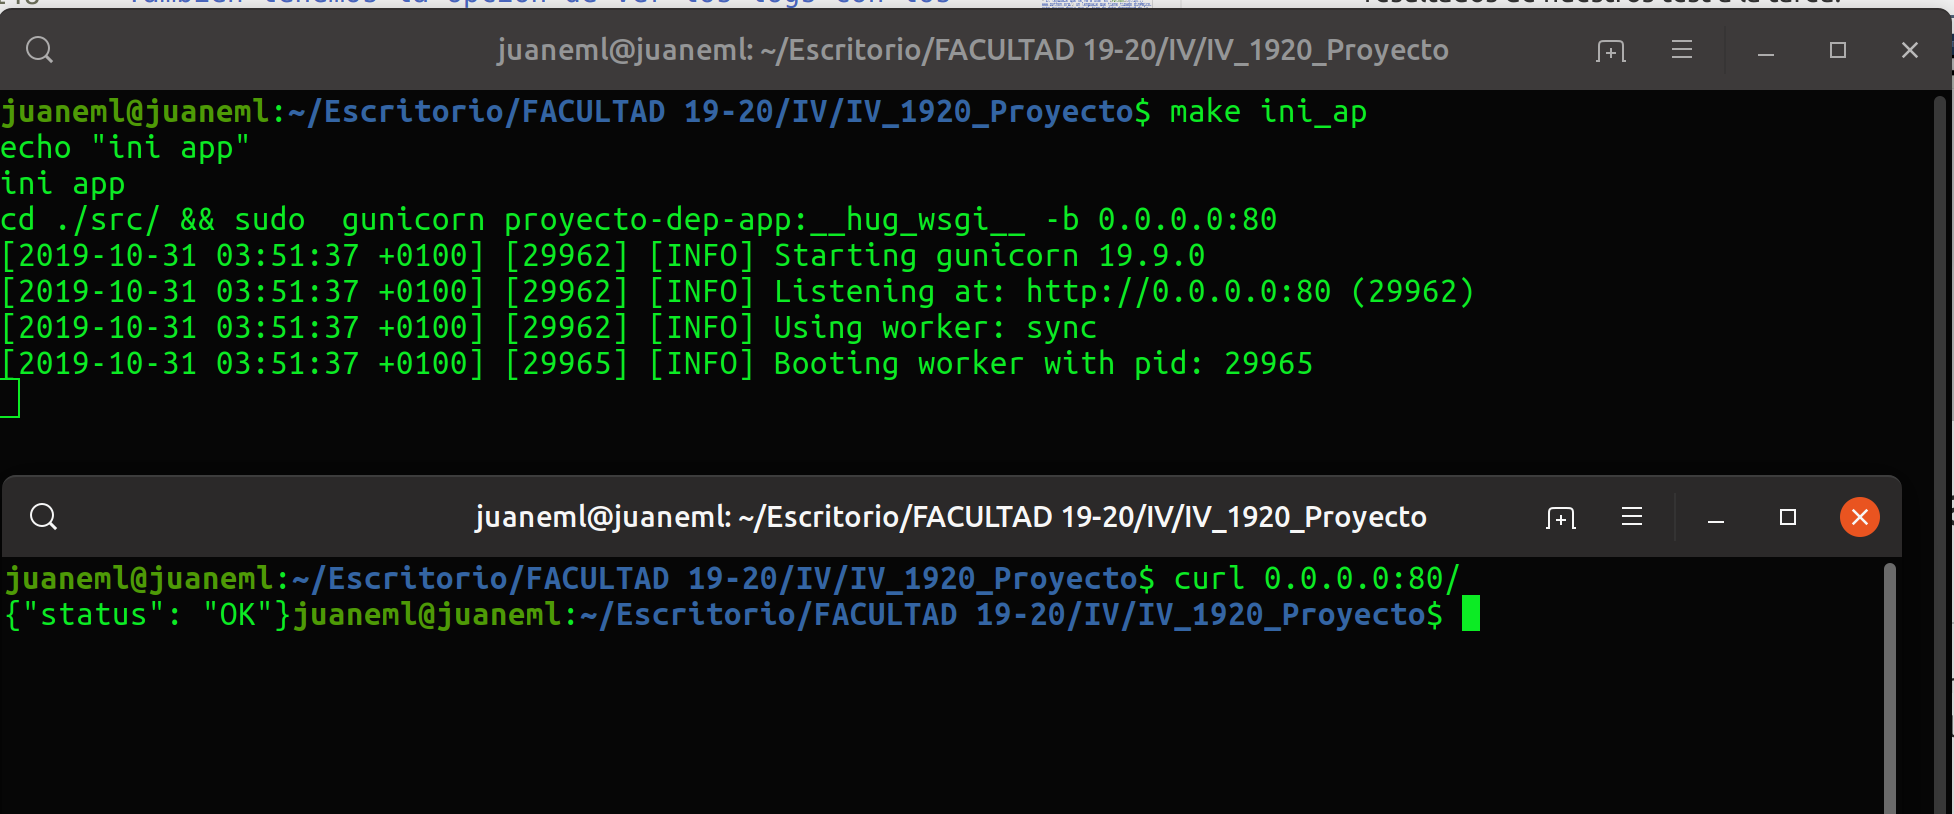 juaneml@juaneml: ~/Escritorio/FACULTAD 19-20/IV/IV_1920_Proyecto
juaneml@juaneml:~/Escritorio/FACULTAD 19-20/IV/IV_1920_Proyecto$ make ini_ap
echo "ini app"
ini app
cd ./src/ && sudo  gunicorn proyecto-dep-app:__hug_wsgi__ -b 0.0.0.0:80
[2019-10-31 03:51:37 +0100] [29962] [INFO] Starting gunicorn 19.9.0
[2019-10-31 03:51:37 +0100] [29962] [INFO] Listening at: http://0.0.0.0:80 (29962)
[2019-10-31 03:51:37 +0100] [29962] [INFO] Using worker: sync
[2019-10-31 03:51:37 +0100] [29965] [INFO] Booting worker with pid: 29965
juaneml@juaneml: ~/Escritorio/FACULTAD 19-20/IV/IV_1920_Proyecto
juaneml@juaneml:~/Escritorio/FACULTAD 19-20/IV/IV_1920_Proyecto$ curl 0.0.0.0:80/
{"status": "OK"}juaneml@juaneml:~/Escritorio/FACULTAD 19-20/IV/IV_1920_Proyecto$